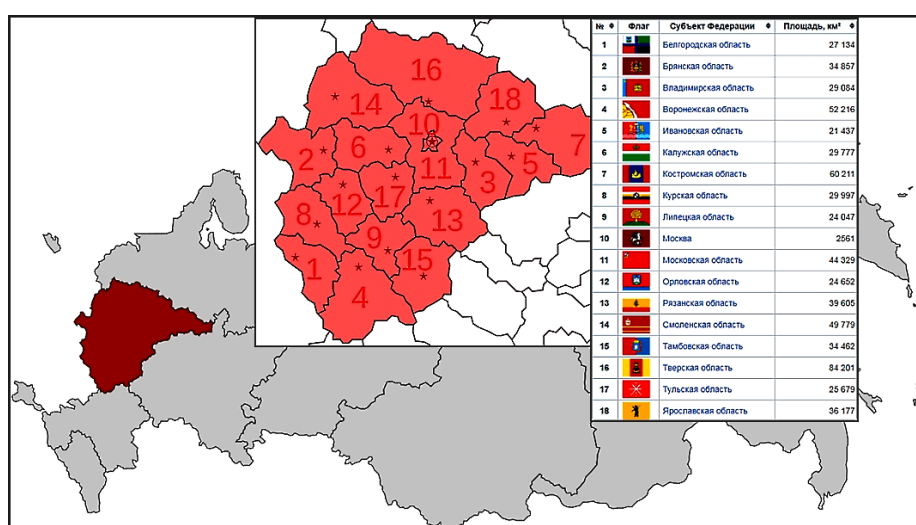 16
14
18
10
7
2
6
11
3
5
12
17
8
13
9
15
1
4
№ Флаг Субъект Федерации Площадь, км²
1 Белгородская область 27 134
2 Брянская область 34 857
3 Владимирская область 29 084
4 Воронежская область 52 216
5 Ивановская область 21 437
6 Калужская область 29 777
7 Костромская область 60 211
8 Курская область 29 997
9 Липецкая область 24 047
10 Москва 2561
11 Московская область 44 329
12 Орловская область 24 652
13 Рязанская область 39 605
14 Смоленская область 49 779
15 Тамбовская область 34 462
16 Тверская область 84 201
17 Тульская область 25 679
18 Ярославская область 36 177